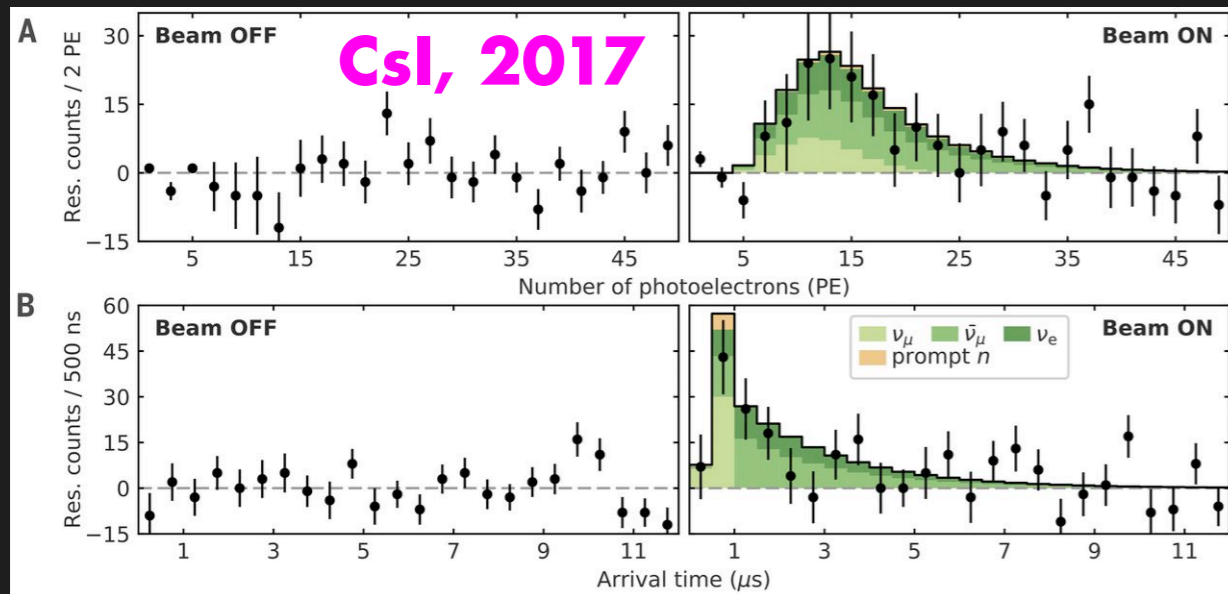 A
Beam OFF
CsI, 2017
Beam ON
Res. counts / 2 PE
30
15
0
−15
5 15 25 35 45
5 15 25 35 45
Number of photoelectrons (PE)
B
Beam OFF
Beam ON
Res. counts / 500 ns
60
45
30
15
0
−15
νμ ν̄μ νe
prompt n
1 3 5 7 9 11
1 3 5 7 9 11
Arrival time (μs)